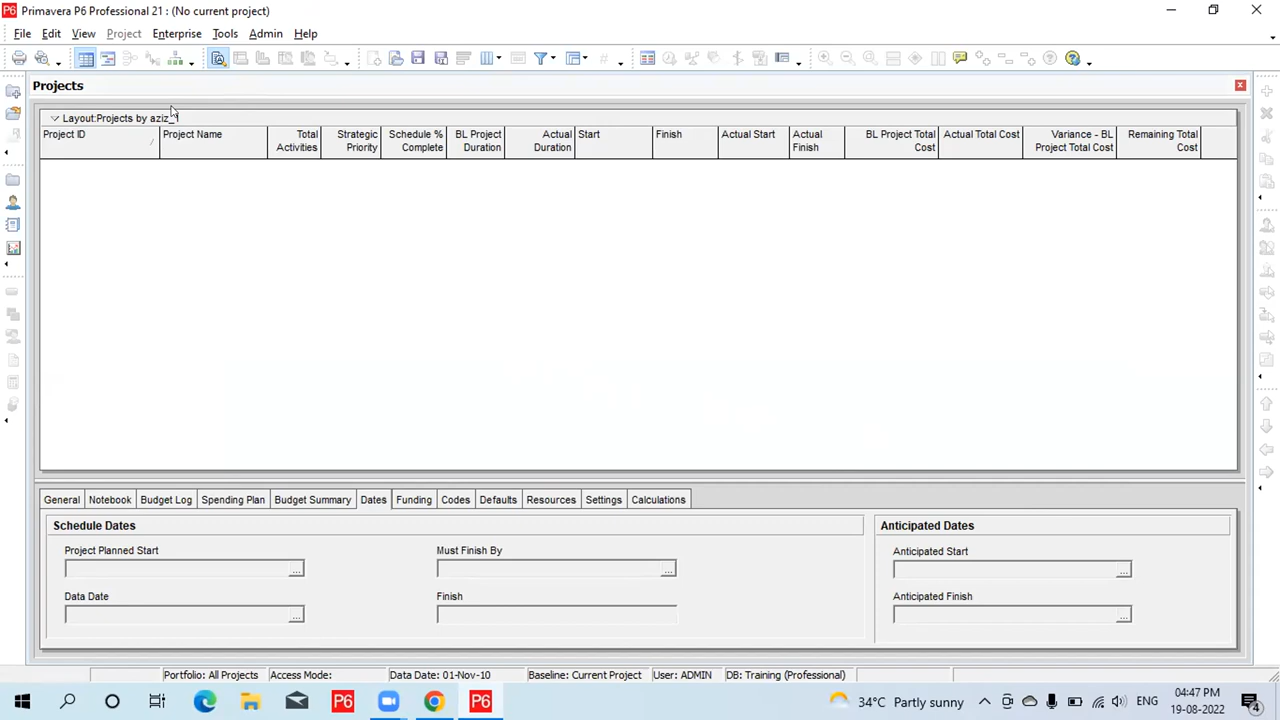 P6 Primavera P6 Professional 21 : (No current project)
File Edit View Project Enterprise Tools Admin Help
Projects
Layout:Projects by aziz_1
Project ID Project Name Total Activities Strategic Priority Schedule % Complete BL Project Duration Actual Duration Start Finish Actual Start Actual Finish BL Project Total Cost Actual Total Cost Variance - BL Project Total Cost Remaining Total Cost
General Notebook Budget Log Spending Plan Budget Summary Dates Funding Codes Defaults Resources Settings Calculations
Schedule Dates Anticipated Dates
Project Planned Start Must Finish By Anticipated Start
... ... ...
Data Date Finish Anticipated Finish
... ...
Portfolio: All Projects Access Mode: Data Date: 01-Nov-10 Baseline: Current Project User: ADMIN DB: Training (Professional)
P6 P6 34°C Partly sunny ENG 04:47 PM
19-08-2022 4